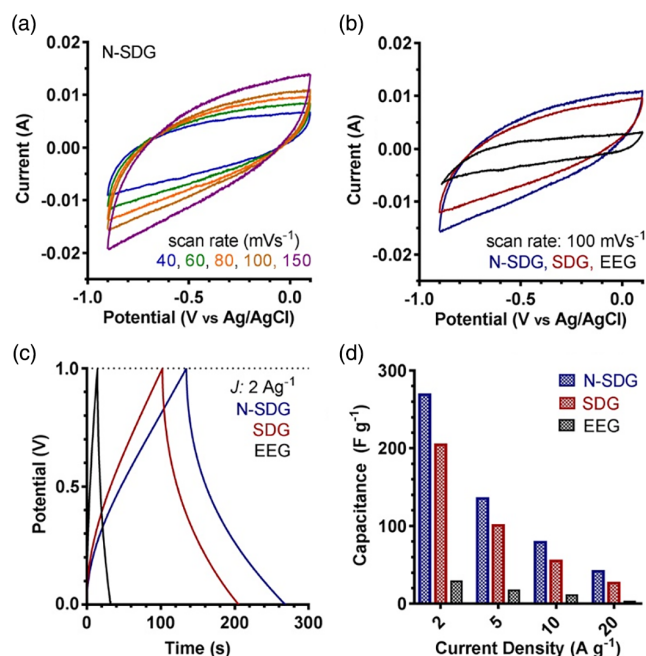 (a)
N-SDG
0.02
0.01
0.00
-0.01
-0.02
Current (A)
scan rate (mVs⁻¹)
40, 60, 80, 100, 150
-1.0 -0.5 0.0
Potential (V vs Ag/AgCl)
(b)
0.02
0.01
0.00
-0.01
-0.02
Current (A)
scan rate: 100 mVs⁻¹
N-SDG, SDG, EEG
-1.0 -0.5 0.0
Potential (V vs Ag/AgCl)
(c)
1.0
0.5
0.0
Potential (V)
J: 2 Ag⁻¹
N-SDG
SDG
EEG
0 100 200 300
Time (s)
(d)
300
200
100
0
Capacitance (F g⁻¹)
N-SDG
SDG
EEG
2 5 10 20
Current Density (A g⁻¹)